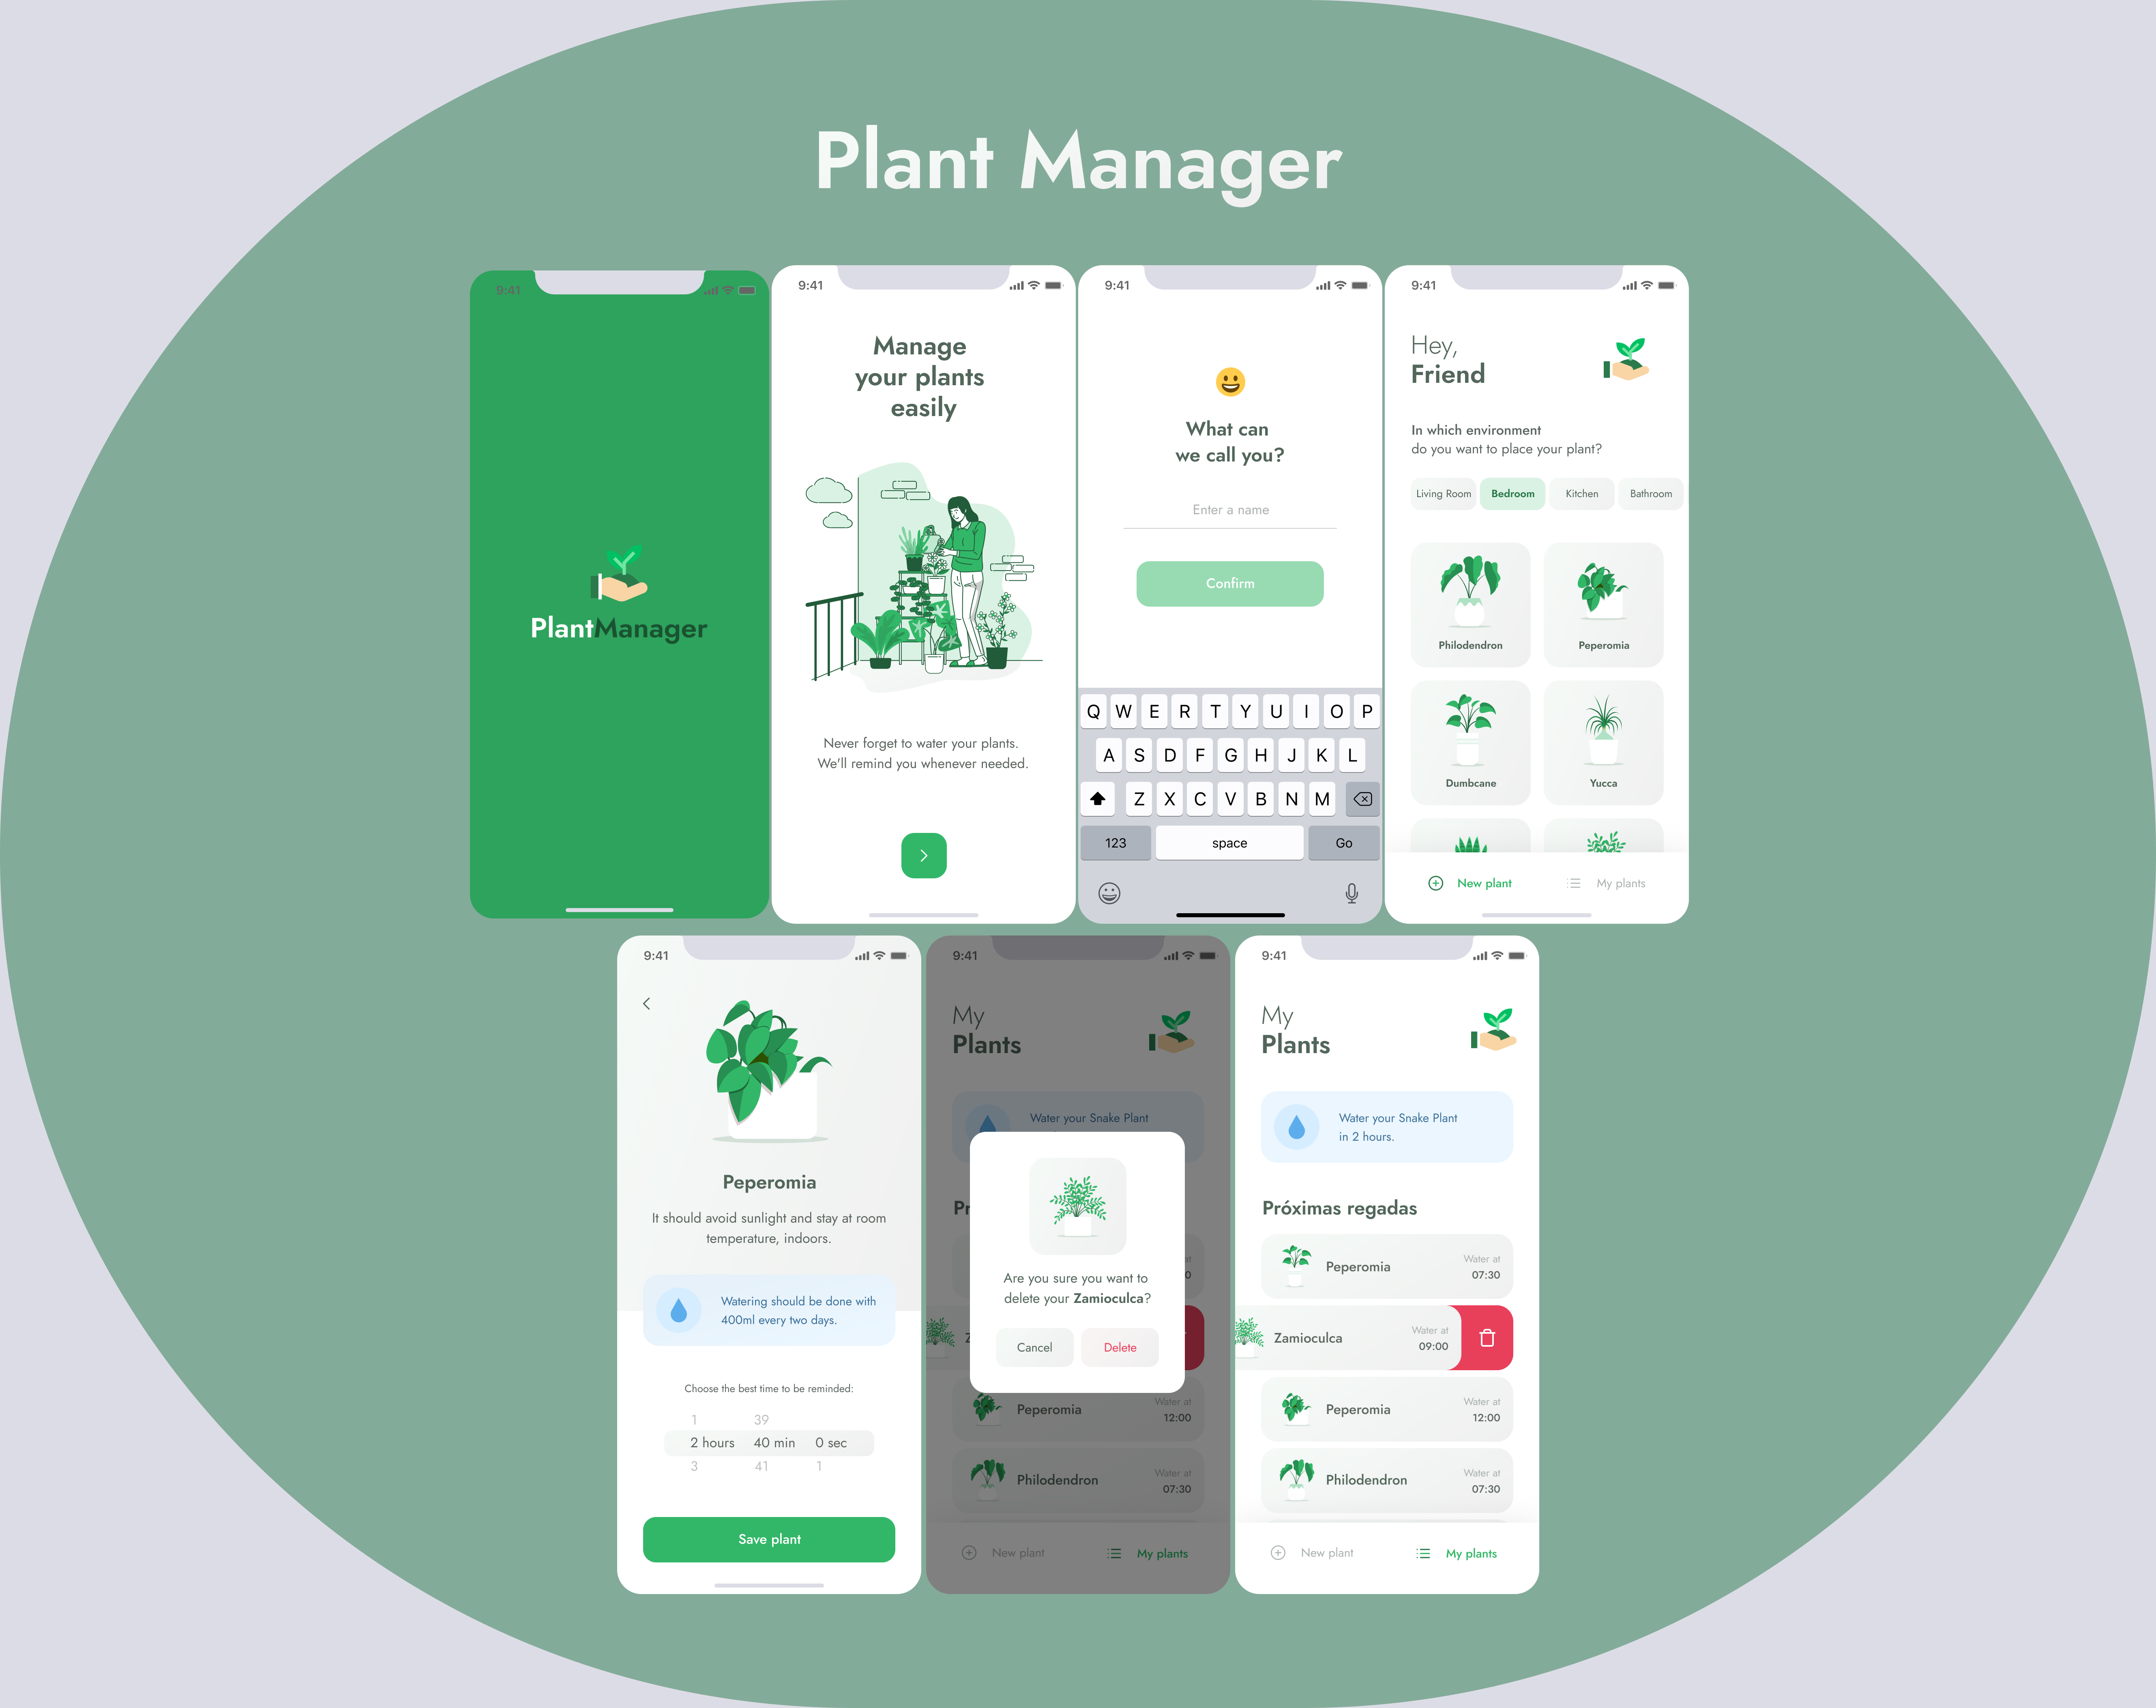 Plant Manager
9:41
PlantManager
9:41
Manage
your plants
easily
Never forget to water your plants.
We'll remind you whenever needed.
9:41
What can
we call you?
Enter a name
Confirm
Q W E R T Y U I O P
A S D F G H J K L
Z X C V B N M
123 space Go
9:41
Hey,
Friend
In which environment
do you want to place your plant?
Living Room Bedroom Kitchen Bathroom
Philodendron Peperomia
Dumbcane Yucca
New plant My plants
9:41
Peperomia
It should avoid sunlight and stay at room
temperature, indoors.
Watering should be done with
400ml every two days.
Choose the best time to be reminded:
1 39
2 hours 40 min 0 sec
3 41 1
Save plant
9:41
My
Plants
Water your Snake Plant
Are you sure you want to
delete your Zamioculca?
Cancel Delete
Peperomia
Water at
12:00
Philodendron
Water at
07:30
New plant My plants
9:41
My
Plants
Water your Snake Plant
in 2 hours.
Próximas regadas
Peperomia
Water at
07:30
Zamioculca
Water at
09:00
Peperomia
Water at
12:00
Philodendron
Water at
07:30
New plant My plants